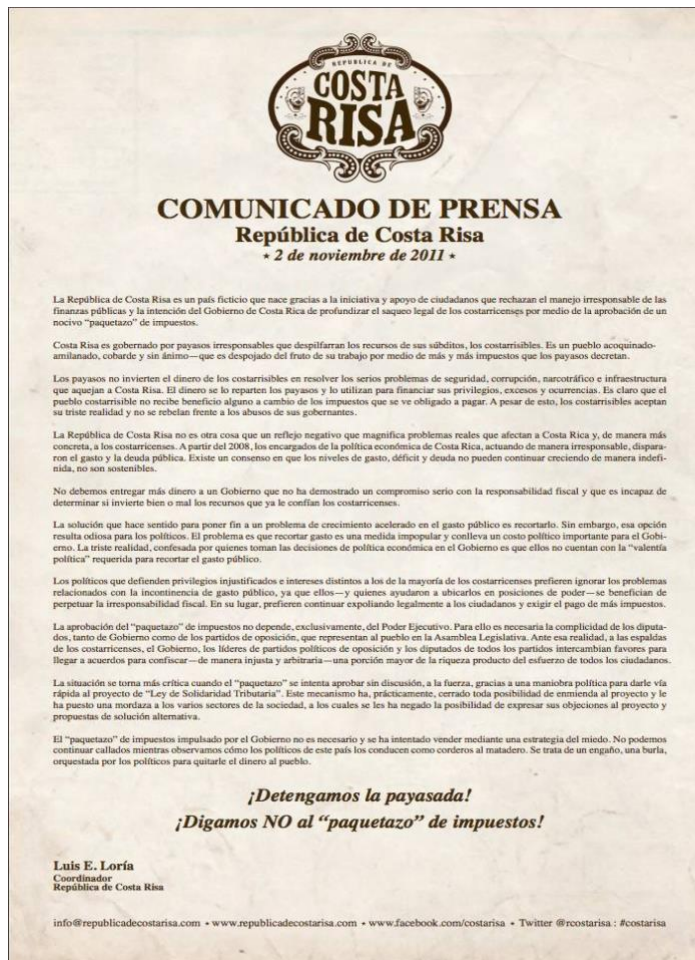 REPUBLICA DE
COSTA
RISA
COMUNICADO DE PRENSA
República de Costa Risa
★ 2 de noviembre de 2011 ★
La República de Costa Risa es un país ficticio que nace gracias a la iniciativa y apoyo de ciudadanos que rechazan el manejo irresponsable de las
finanzas públicas y la intención del Gobierno de Costa Rica de profundizar el saqueo legal de los costarricenses por medio de la aprobación de un
nocivo “paquetazo” de impuestos.
Costa Risa es gobernado por payasos irresponsables que despilfarran los recursos de sus súbditos, los costarrisibles. Es un pueblo acoquinado-
amilanado, cobarde y sin ánimo—que es despojado del fruto de su trabajo por medio de más y más impuestos que los payasos decretan.
Los payasos no invierten el dinero de los costarrisibles en resolver los serios problemas de seguridad, corrupción, narcotráfico e infraestructura
que aquejan a Costa Risa. El dinero se lo reparten los payasos y lo utilizan para financiar sus privilegios, excesos y ocurrencias. Es claro que el
pueblo costarrisible no recibe beneficio alguno a cambio de los impuestos que se ve obligado a pagar. A pesar de esto, los costarrisibles aceptan
su triste realidad y no se rebelan frente a los abusos de sus gobernantes.
La República de Costa Risa no es otra cosa que un reflejo negativo que magnifica problemas reales que afectan a Costa Rica y, de manera más
concreta, a los costarricenses. A partir del 2008, los encargados de la política económica de Costa Rica, actuando de manera irresponsable, dispara-
ron el gasto y la deuda pública. Existe un consenso en que los niveles de gasto, déficit y deuda no pueden continuar creciendo de manera indefi-
nida, no son sostenibles.
No debemos entregar más dinero a un Gobierno que no ha demostrado un compromiso serio con la responsabilidad fiscal y que es incapaz de
determinar si invierte bien o mal los recursos que ya le confían los costarricenses.
La solución que hace sentido para poner fin a un problema de crecimiento acelerado en el gasto público es recortarlo. Sin embargo, esa opción
resulta odiosa para los políticos. El problema es que recortar gasto es una medida impopular y conlleva un costo político importante para el Gobi-
erno. La triste realidad, confesada por quienes toman las decisiones de política económica en el Gobierno es que ellos no cuentan con la “valentía
política” requerida para recortar el gasto público.
Los políticos que defienden privilegios injustificados e intereses distintos a los de la mayoría de los costarricenses prefieren ignorar los problemas
relacionados con la incontinencia de gasto público, ya que ellos—y quienes ayudaron a ubicarlos en posiciones de poder—se benefician de
perpetuar la irresponsabilidad fiscal. En su lugar, prefieren continuar expoliando legalmente a los ciudadanos y exigir el pago de más impuestos.
La aprobación del “paquetazo” de impuestos no depende, exclusivamente, del Poder Ejecutivo. Para ello es necesaria la complicidad de los diputa-
dos, tanto de Gobierno como de los partidos de oposición, que representan al pueblo en la Asamblea Legislativa. Ante esa realidad, a las espaldas
de los costarricenses, el Gobierno, los líderes de partidos políticos de oposición y los diputados de todos los partidos intercambian favores para
llegar a acuerdos para confiscar—de manera injusta y arbitraria—una porción mayor de la riqueza producto del esfuerzo de todos los ciudadanos.
La situación se torna más crítica cuando el “paquetazo” se intenta aprobar sin discusión, a la fuerza, gracias a una maniobra política para darle vía
rápida al proyecto de “Ley de Solidaridad Tributaria”. Este mecanismo ha, prácticamente, cerrado toda posibilidad de enmienda al proyecto y le
ha puesto una mordaza a los varios sectores de la sociedad, a los cuales se les ha negado la posibilidad de expresar sus objeciones al proyecto y
propuestas de solución alternativa.
El “paquetazo” de impuestos impulsado por el Gobierno no es necesario y se ha intentado vender mediante una estrategia del miedo. No podemos
continuar callados mientras observamos cómo los políticos de este país los conducen como corderos al matadero. Se trata de un engaño, una burla,
orquestada por los políticos para quitarle el dinero al pueblo.
¡Detengamos la payasada!
¡Digamos NO al “paquetazo” de impuestos!
Luis E. Loría
Coordinador
República de Costa Risa
info@republicadecostarisa.com • www.republicadecostarisa.com • www.facebook.com/costarisa • Twitter @rcostarisa : #costarisa